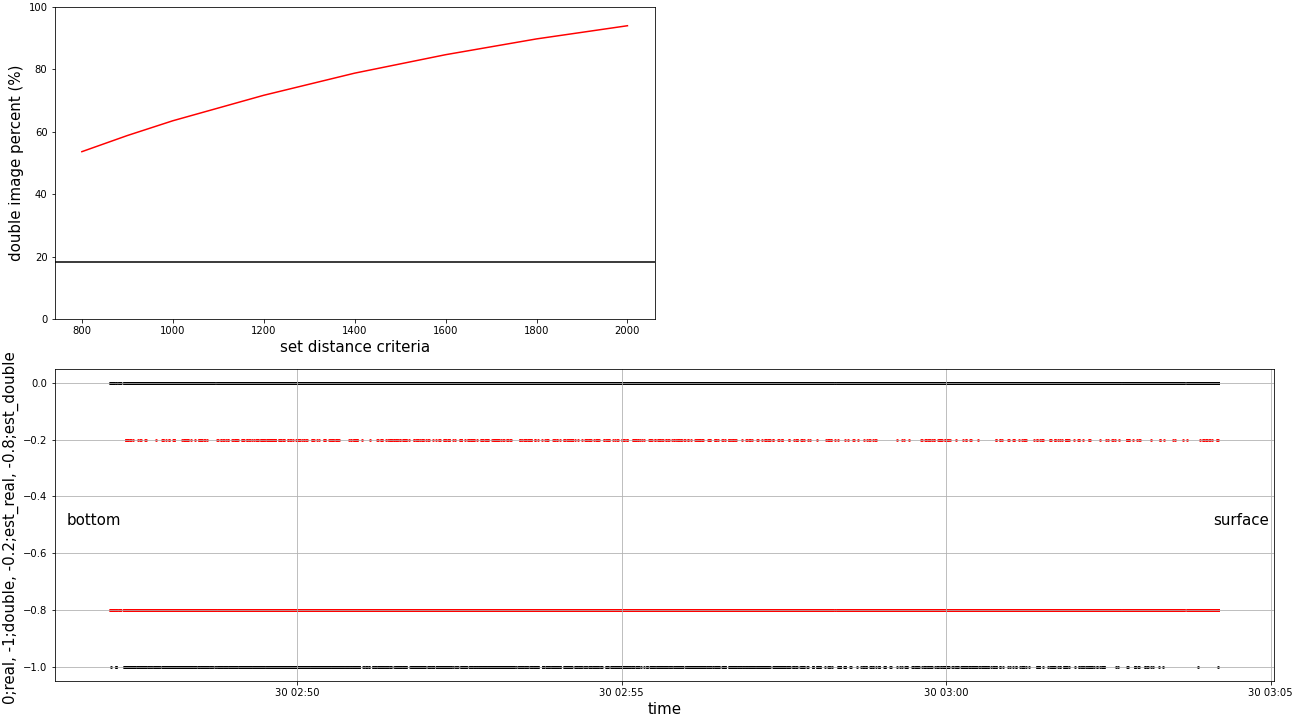 double image percent (%)
100
80
60
40
20
0
800 1000 1200 1400 1600 1800 2000
set distance criteria
0;real, -1;double, -0.2;est_real, -0.8;est_double
0.0
−0.2
−0.4
−0.6
−0.8
−1.0
bottom
surface
30 02:50 30 02:55 30 03:00 30 03:05
time